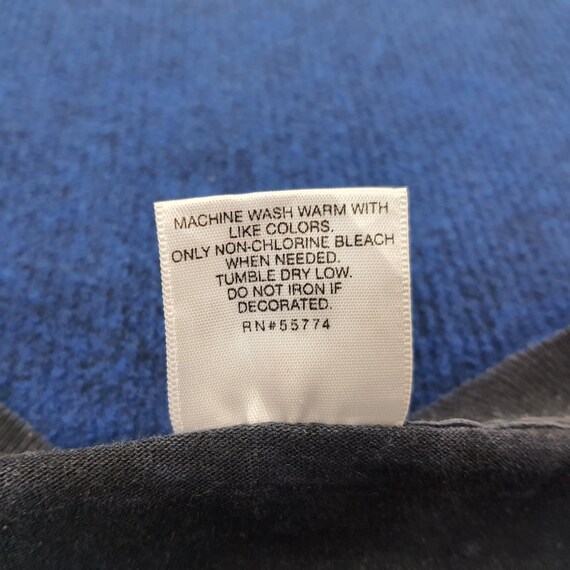 MACHINE WASH WARM WITH
LIKE COLORS.
ONLY NON-CHLORINE BLEACH
WHEN NEEDED.
TUMBLE DRY LOW.
DO NOT IRON IF
DECORATED.
RN#55774